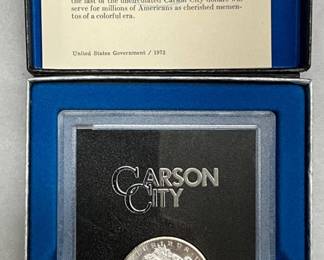 the last of the uncirculated Carson City dollars will
serve for millions of Americans as cherished memen-
tos of a colorful era.
United States Government / 1972
CARSON
CITY